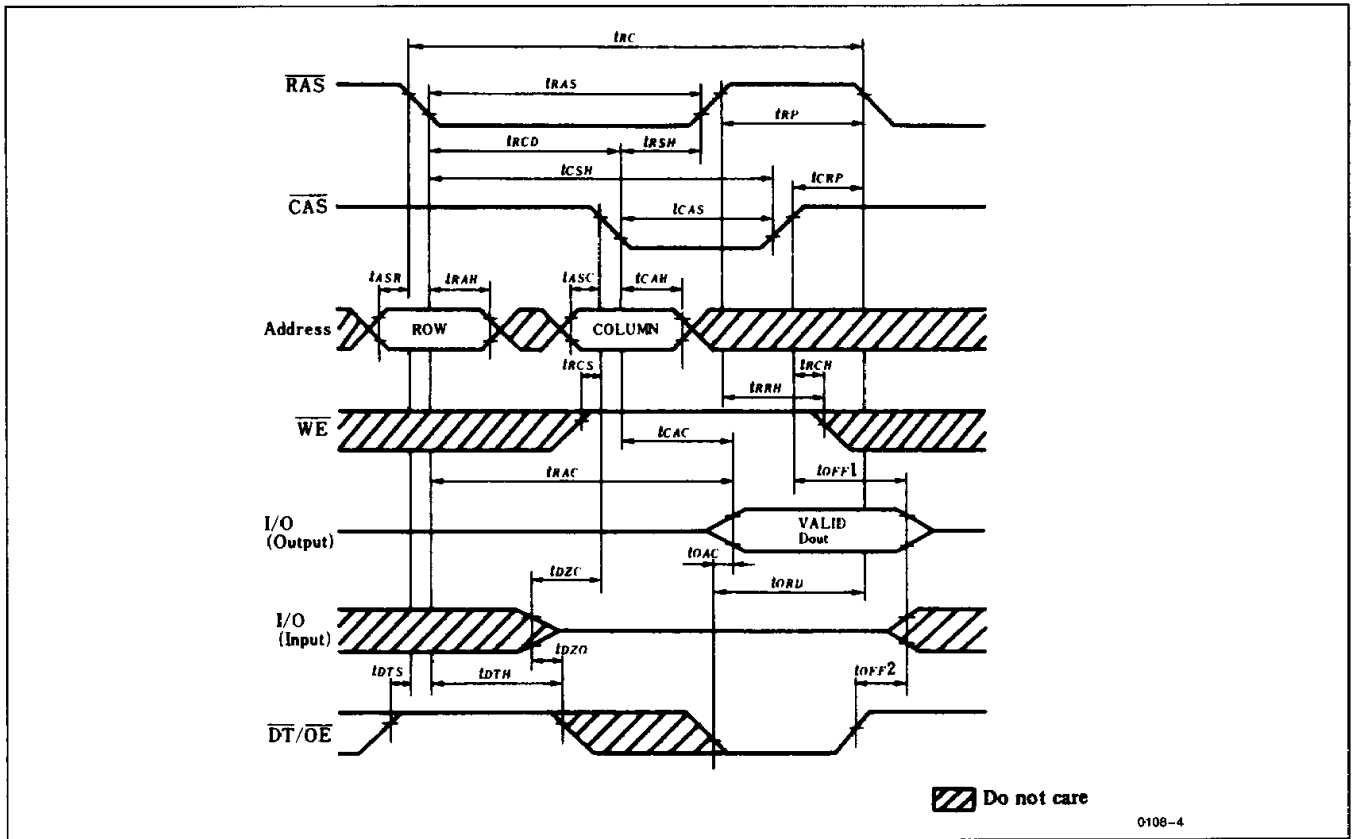 tRC
RAS
tRAS
tRP
tRCD
tRSH
tCSH
tCRP
CAS
tCAS
tASR
tRAH
tASC
tCAH
Address
ROW
COLUMN
tRCS
tRCH
tRRH
WE
tCAC
tRAC
tOFF1
I/O
(Output)
VALID
Dout
tOAC
tDZC
tORD
I/O
(Input)
tDZO
tDTS
tDTH
tOFF2
DT/OE
Do not care
0108-4